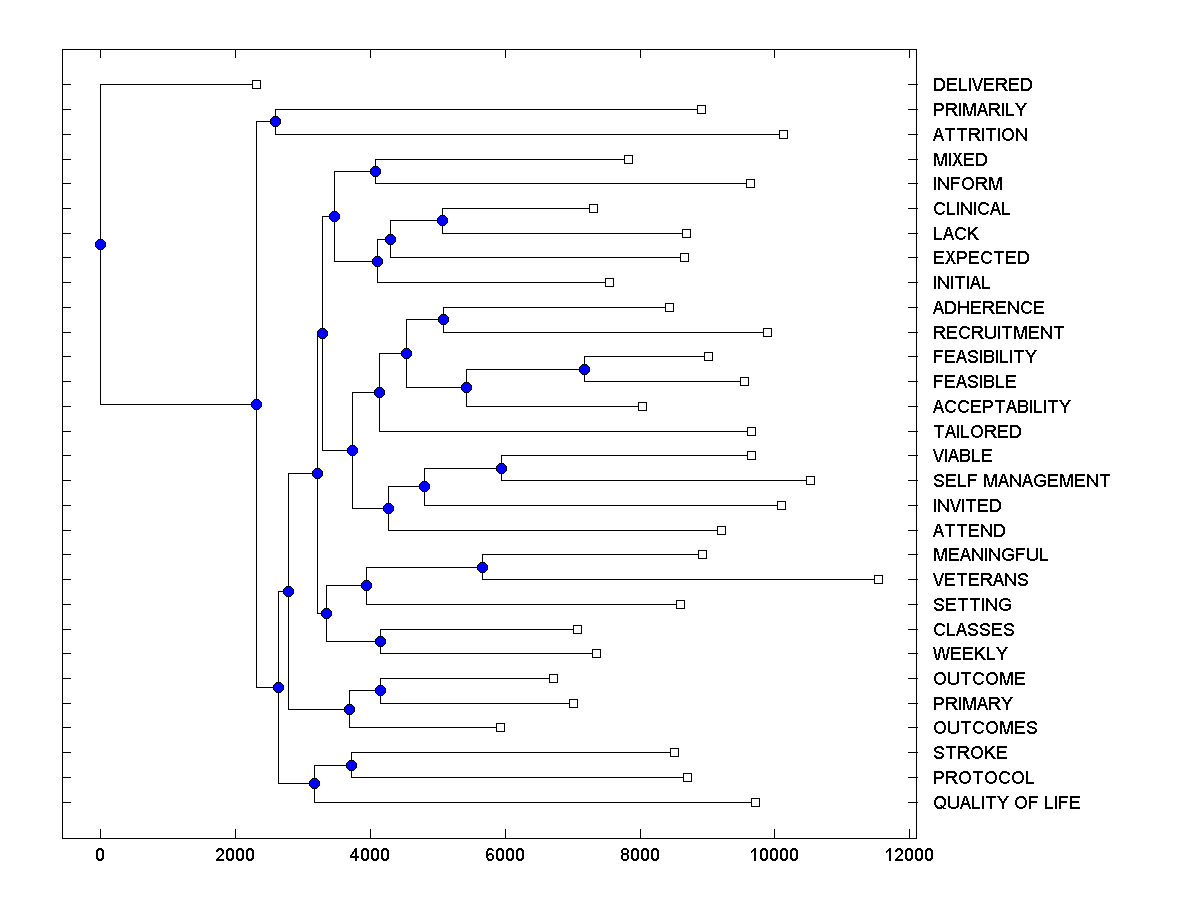 DELIVERED
PRIMARILY
ATTRITION
MIXED
INFORM
CLINICAL
LACK
EXPECTED
INITIAL
ADHERENCE
RECRUITMENT
FEASIBILITY
FEASIBLE
ACCEPTABILITY
TAILORED
VIABLE
SELF MANAGEMENT
INVITED
ATTEND
MEANINGFUL
VETERANS
SETTING
CLASSES
WEEKLY
OUTCOME
PRIMARY
OUTCOMES
STROKE
PROTOCOL
QUALITY OF LIFE
0 2000 4000 6000 8000 10000 12000